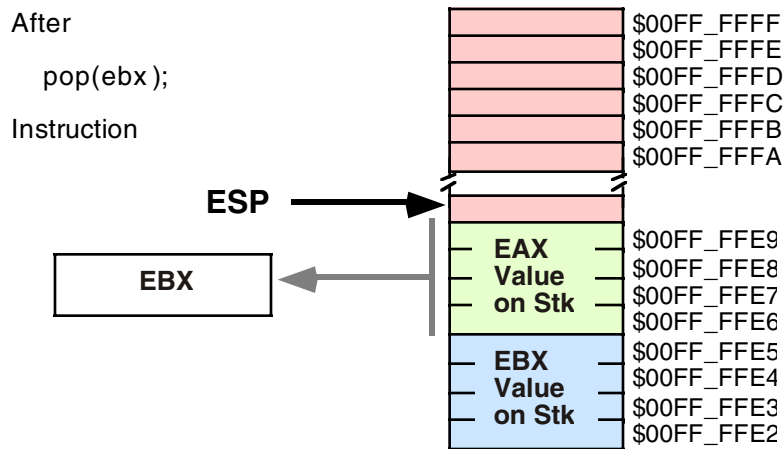 After
pop(ebx);
Instruction
$00FF_FFFF
$00FF_FFFE
$00FF_FFFD
$00FF_FFFC
$00FF_FFFB
$00FF_FFFA
ESP
EBX
EAX
Value
on Stk
$00FF_FFE9
$00FF_FFE8
$00FF_FFE7
$00FF_FFE6
EBX
Value
on Stk
$00FF_FFE5
$00FF_FFE4
$00FF_FFE3
$00FF_FFE2